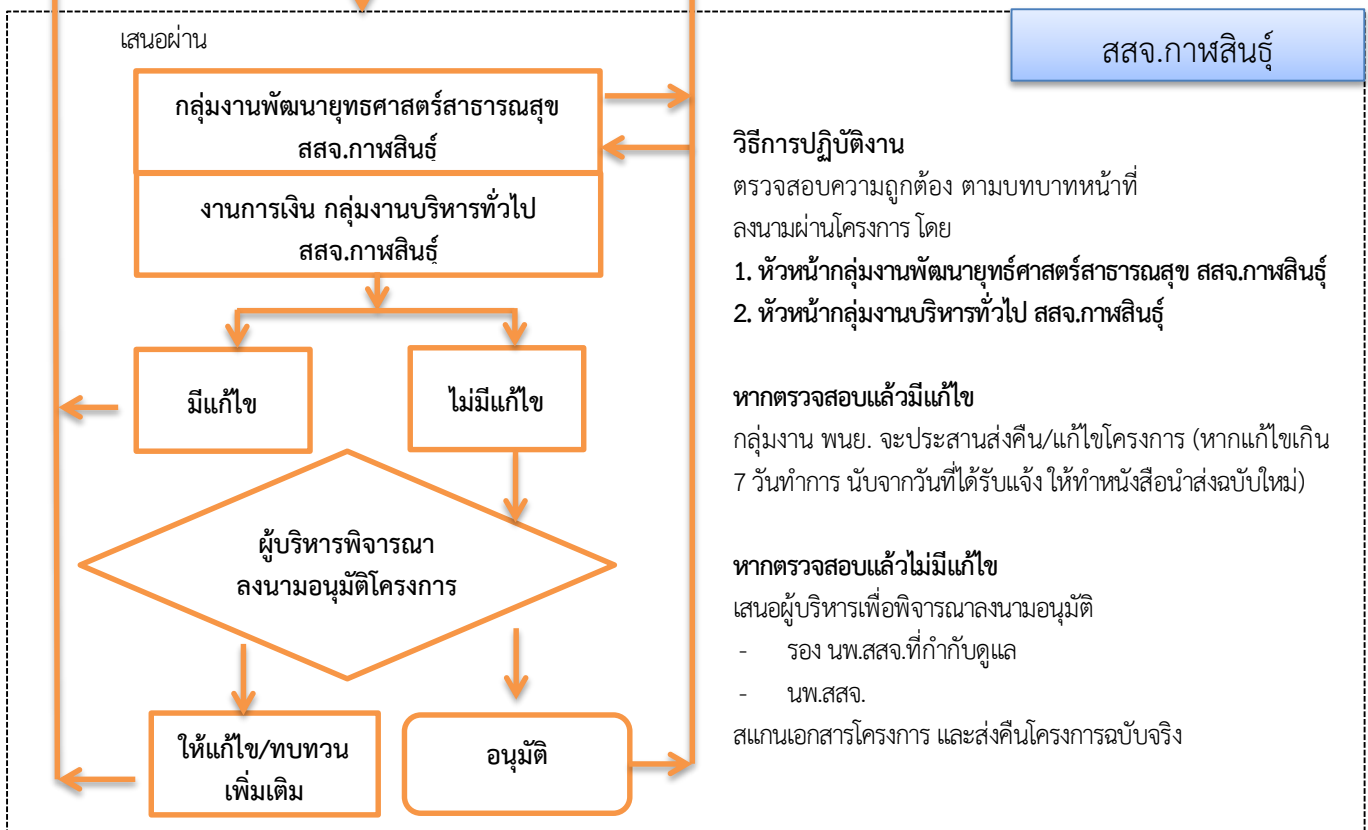 เสนอผ่าน
สสจ.กาฬสินธุ์
กลุ่มงานพัฒนายุทธศาสตร์สาธารณสุข
สสจ.กาฬสินธุ์
งานการเงิน กลุ่มงานบริหารทั่วไป
สสจ.กาฬสินธุ์
มีแก้ไข
ไม่มีแก้ไข
ผู้บริหารพิจารณา
ลงนามอนุมัติโครงการ
ให้แก้ไข/ทบทวน
เพิ่มเติม
อนุมัติ
วิธีการปฏิบัติงาน
ตรวจสอบความถูกต้อง ตามบทบาทหน้าที่
ลงนามผ่านโครงการ โดย
1. หัวหน้ากลุ่มงานพัฒนายุทธ์ศาสตร์สาธารณสุข สสจ.กาฬสินธุ์
2. หัวหน้ากลุ่มงานบริหารทั่วไป สสจ.กาฬสินธุ์
หากตรวจสอบแล้วมีแก้ไข
กลุ่มงาน พนย. จะประสานส่งคืน/แก้ไขโครงการ (หากแก้ไขเกิน
7 วันทำการ นับจากวันที่ได้รับแจ้ง ให้ทำหนังสือนำส่งฉบับใหม่)
หากตรวจสอบแล้วไม่มีแก้ไข
เสนอผู้บริหารเพื่อพิจารณาลงนามอนุมัติ
- รอง นพ.สสจ.ที่กำกับดูแล
- นพ.สสจ.
สแกนเอกสารโครงการ และส่งคืนโครงการฉบับจริง